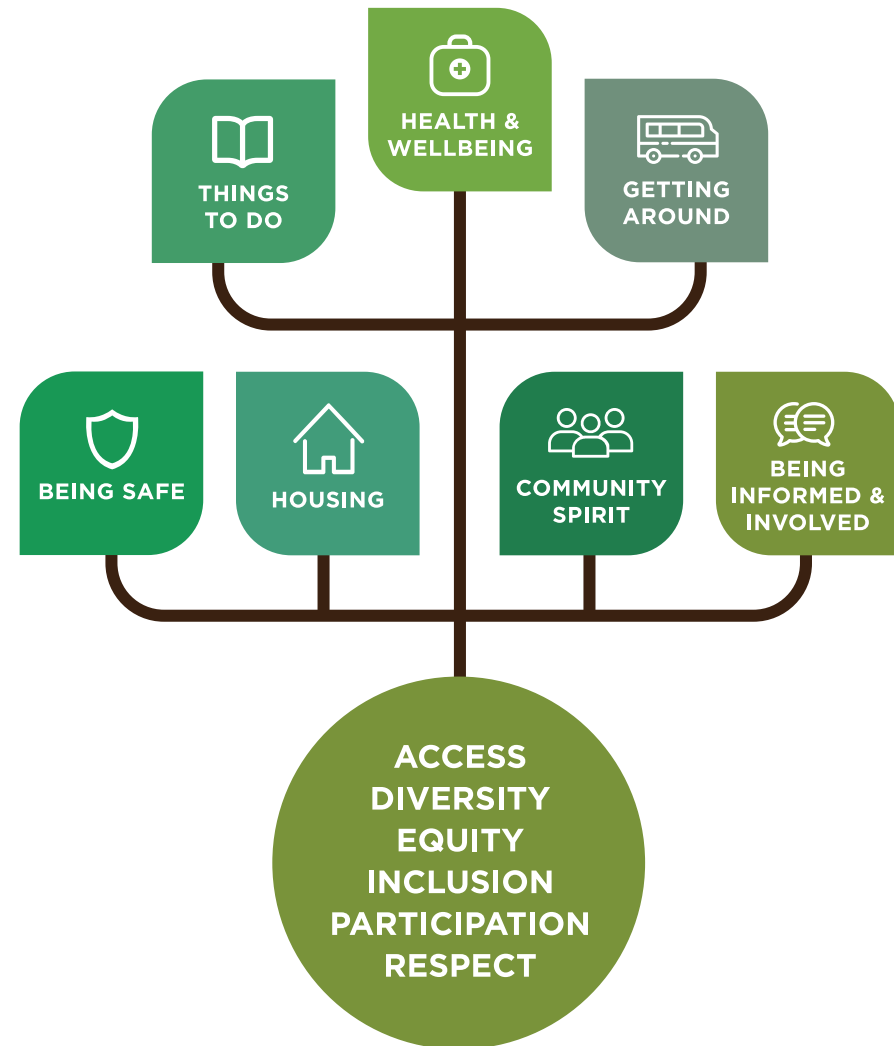 HEALTH &
WELLBEING
THINGS
TO DO
GETTING
AROUND
BEING SAFE
HOUSING
COMMUNITY
SPIRIT
BEING
INFORMED &
INVOLVED
ACCESS
DIVERSITY
EQUITY
INCLUSION
PARTICIPATION
RESPECT